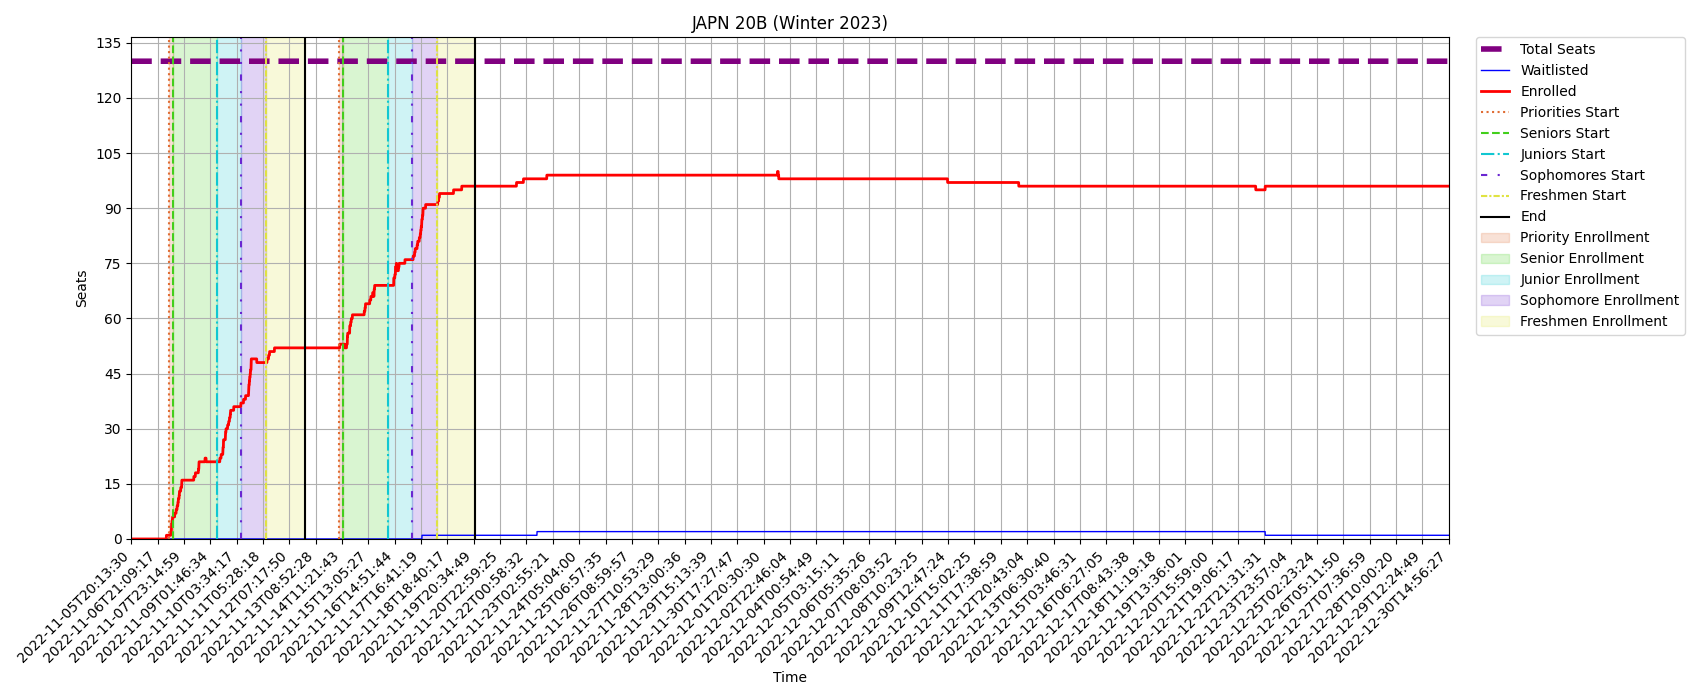 JAPN 20B (Winter 2023)
135
120
105
90
75
60
45
30
15
0
Seats
2022-11-05T20:13:30
2022-11-06T21:09:17
2022-11-07T23:14:59
2022-11-09T01:46:34
2022-11-10T03:34:17
2022-11-11T05:28:18
2022-11-12T07:17:50
2022-11-13T08:52:28
2022-11-14T11:21:43
2022-11-15T13:05:27
2022-11-16T14:51:44
2022-11-17T16:41:19
2022-11-18T18:40:17
2022-11-19T20:34:49
2022-11-20T22:59:25
2022-11-22T00:58:32
2022-11-23T02:55:21
2022-11-24T05:04:00
2022-11-25T06:57:35
2022-11-26T08:59:57
2022-11-27T10:53:29
2022-11-28T13:00:36
2022-11-29T15:13:39
2022-11-30T17:27:47
2022-12-01T20:30:30
2022-12-02T22:46:04
2022-12-04T00:54:49
2022-12-05T03:15:11
2022-12-06T05:35:26
2022-12-07T08:03:52
2022-12-08T10:23:25
2022-12-09T12:47:24
2022-12-10T15:02:25
2022-12-11T17:38:59
2022-12-12T20:43:04
2022-12-13T06:30:40
2022-12-15T03:46:31
2022-12-16T06:27:05
2022-12-17T08:43:38
2022-12-18T11:19:18
2022-12-19T13:36:01
2022-12-20T15:59:00
2022-12-21T19:06:17
2022-12-22T21:31:31
2022-12-23T23:57:04
2022-12-25T02:23:24
2022-12-26T05:11:50
2022-12-27T07:36:59
2022-12-28T10:00:20
2022-12-29T12:24:49
2022-12-30T14:56:27
Time
Total Seats
Waitlisted
Enrolled
Priorities Start
Seniors Start
Juniors Start
Sophomores Start
Freshmen Start
End
Priority Enrollment
Senior Enrollment
Junior Enrollment
Sophomore Enrollment
Freshmen Enrollment